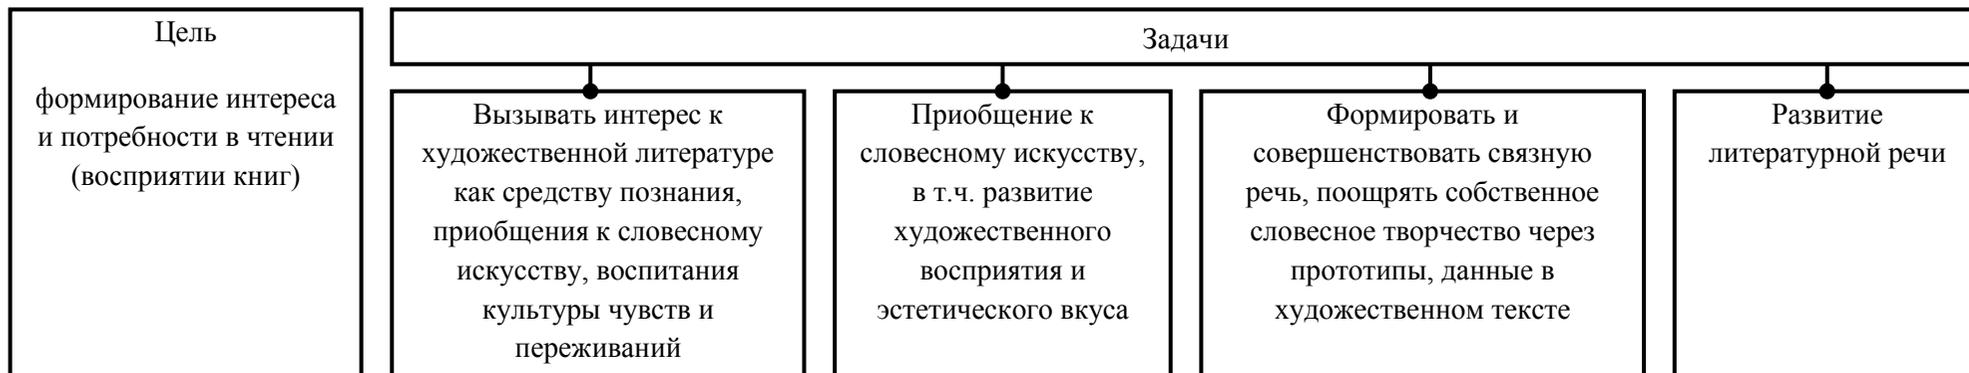 Цель
формирование интереса
и потребности в чтении
(восприятии книг)
Задачи
Вызывать интерес к
художественной литературе
как средству познания,
приобщения к словесному
искусству, воспитания
культуры чувств и
переживаний
Приобщение к
словесному искусству,
в т.ч. развитие
художественного
восприятия и
эстетического вкуса
Формировать и
совершенствовать связную
речь, поощрять собственное
словесное творчество через
прототипы, данные в
художественном тексте
Развитие
литературной речи